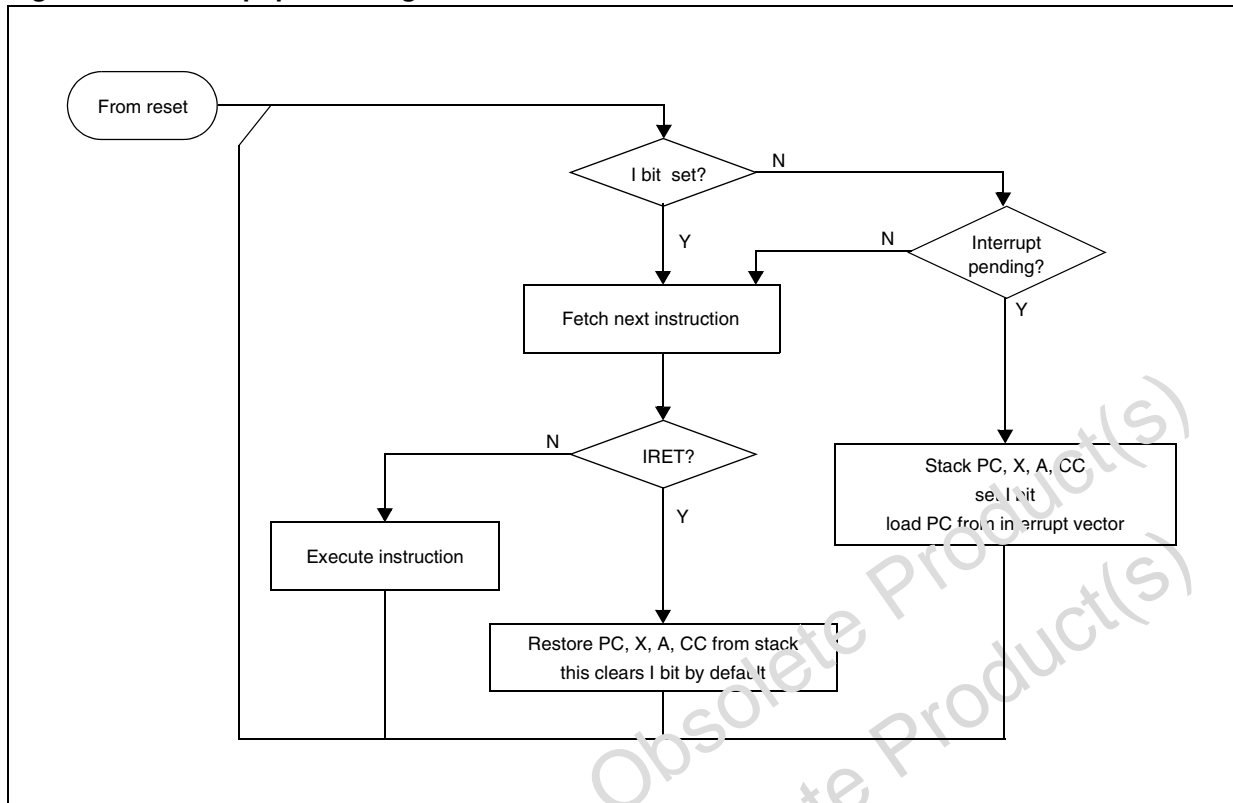 From reset
I bit set?
N
Y
N
Interrupt
pending?
Y
Fetch next instruction
N
IRET?
Y
Stack PC, X, A, CC
set I bit
load PC from interrupt vector
Execute instruction
Restore PC, X, A, CC from stack
this clears I bit by default
Obsolete Product(s)
Product(s)